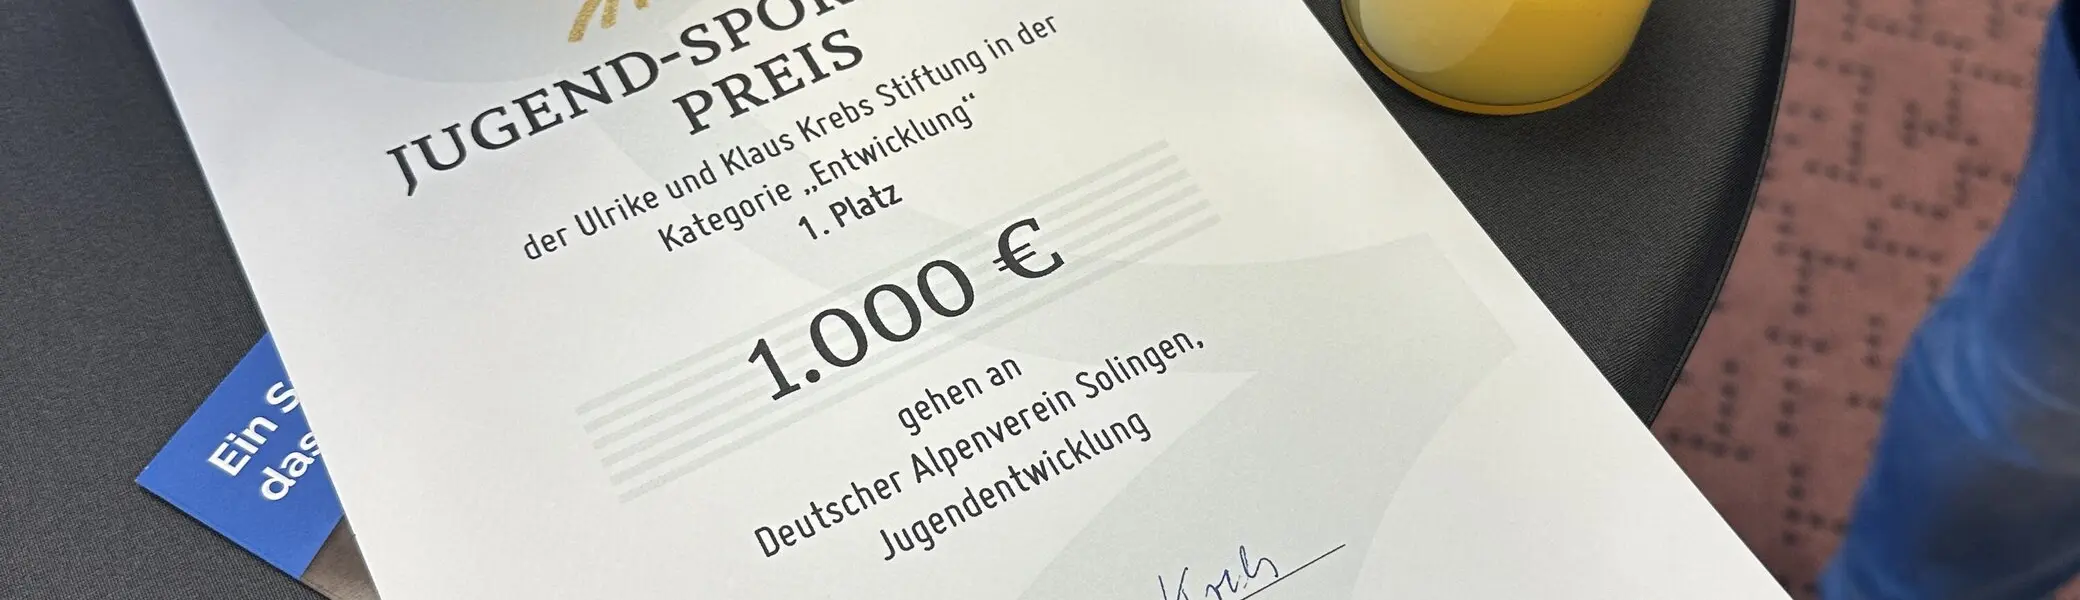 JUGEND-SPOR
PREIS
der Ulrike und Klaus Krebs Stiftung in der
Kategorie „Entwicklung“
1. Platz
1.000 €
gehen an
Deutscher Alpenverein Solingen,
Jugendentwicklung
Krebs
Ein S
das